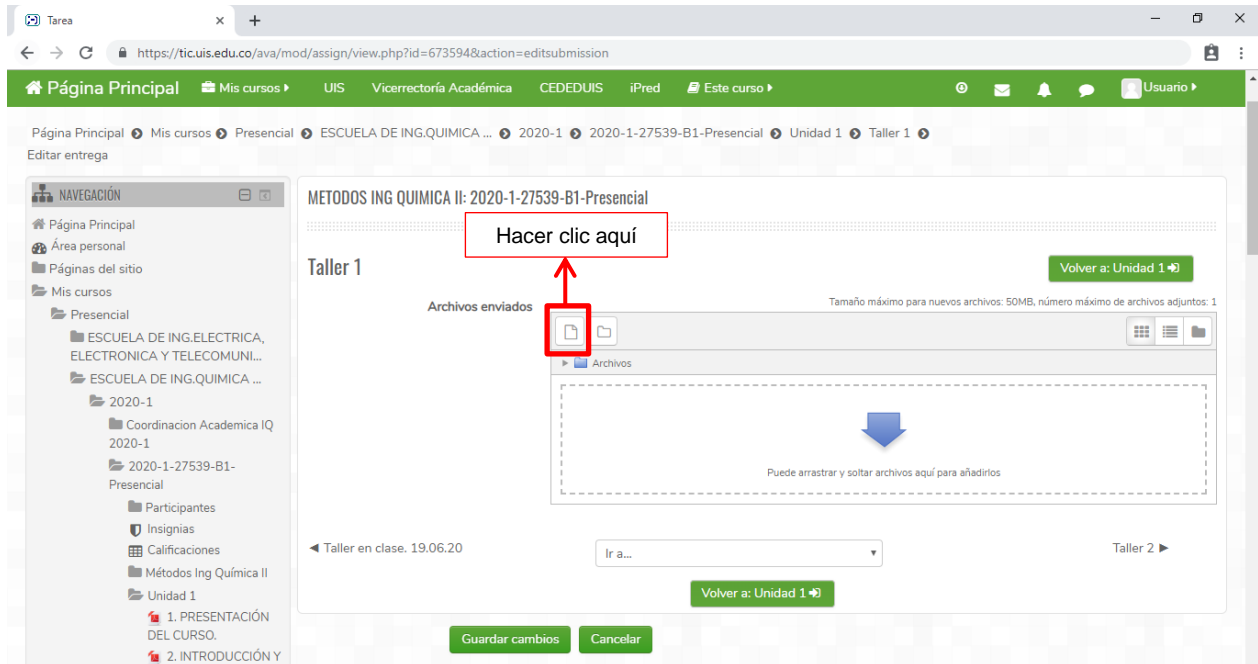 Tarea
https://tic.uis.edu.co/ava/mod/assign/view.php?id=673594&action=editsubmission
Página Principal Mis cursos UIS Vicerrectoría Académica CEDEDUIS iPred Este curso Usuario
Página Principal Mis cursos Presencial ESCUELA DE ING.QUIMICA ... 2020-1 2020-1-27539-B1-Presencial Unidad 1 Taller 1
Editar entrega
NAVEGACIÓN
Página Principal
Área personal
Páginas del sitio
Mis cursos
Presencial
ESCUELA DE ING.ELECTRICA,
ELECTRONICA Y TELECOMUNI...
ESCUELA DE ING.QUIMICA ...
2020-1
Coordinacion Academica IQ
2020-1
2020-1-27539-B1-
Presencial
Participantes
Insignias
Calificaciones
Métodos Ing Química II
Unidad 1
1. PRESENTACIÓN
DEL CURSO.
2. INTRODUCCIÓN Y
METODOS ING QUIMICA II: 2020-1-27539-B1-Presencial
Hacer clic aquí
Taller 1
Volver a: Unidad 1
Archivos enviados
Tamaño máximo para nuevos archivos: 50MB, número máximo de archivos adjuntos: 1
Archivos
Puede arrastrar y soltar archivos aquí para añadirlos
◄ Taller en clase. 19.06.20
Ir a...
Taller 2 ►
Volver a: Unidad 1
Guardar cambios Cancelar